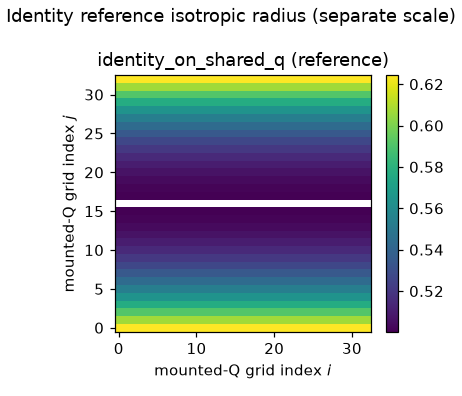 Identity reference isotropic radius (separate scale)
identity_on_shared_q (reference)
30
25
20
15
10
5
0
mounted-Q grid index j
0 10 20 30
mounted-Q grid index i
0.62
0.60
0.58
0.56
0.54
0.52